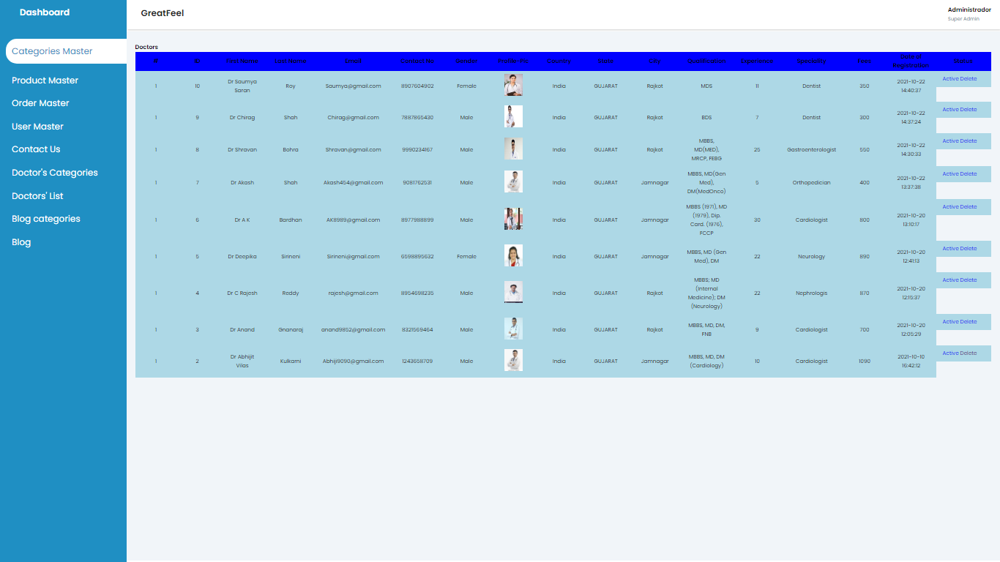 Dashboard
GreatFeel
Administrador
Super Admin
Categories Master
Product Master
Order Master
User Master
Contact Us
Doctor's Categories
Doctors' List
Blog categories
Blog
Doctors
# ID First Name Last Name Email Contact No Gender Profile Pic Country State City Qualification Experience Speciality Fees Date of Registration Status
1 10 Dr Saumya Saran Roy Saumya@gmail.com 8907604902 Female India GUJARAT Rajkot MDS 11 Dentist 350 2021-10-22 14:40:37 Active Delete
1 9 Dr Chirag Shah Chirag@gmail.com 7887865430 Male India GUJARAT Rajkot BDS 7 Dentist 300 2021-10-22 14:37:24 Active Delete
1 8 Dr Shravan Bohra Shravan@gmail.com 9990234167 Male India GUJARAT Rajkot MBBS, MD(MED), MRCP, FEBG 25 Gastroenterologist 550 2021-10-22 14:30:33 Active Delete
1 7 Dr Akash Shah Akash454@gmail.com 9081762531 Male India GUJARAT Jamnagar MBBS, MD(Gen Med), DM(MedOnco) 5 Orthopedician 400 2021-10-22 13:37:38 Active Delete
1 6 Dr A K Bardhan AK8989@gmail.com 8977988899 Male India GUJARAT Jamnagar MBBS (1971), MD (1979), Dip. Card. (1976), FCCP 30 Cardiologist 800 2021-10-20 13:10:17 Active Delete
1 5 Dr Deepika Sirineni Sirineni@gmail.com 6598895632 Female India GUJARAT Jamnagar MBBS, MD (Gen Med), DM 22 Neurology 890 2021-10-20 12:41:13 Active Delete
1 4 Dr C Rajesh Reddy rajesh@gmail.com 8954698235 Male India GUJARAT Rajkot MBBS; MD (Internal Medicine); DM (Neurology) 22 Nephrologis 870 2021-10-20 12:15:37 Active Delete
1 3 Dr Anand Gnanaraj anand9852@gmail.com 8321569464 Male India GUJARAT Rajkot MBBS, MD, DM, FNB 9 Cardiologist 700 2021-10-20 12:05:29 Active Delete
1 2 Dr Abhijit Vilas Kulkarni Abhiji9090@gmail.com 1243658709 Male India GUJARAT Jamnagar MBBS, MD, DM (Cardiology) 10 Cardiologist 1090 2021-10-10 16:42:12 Active Delete